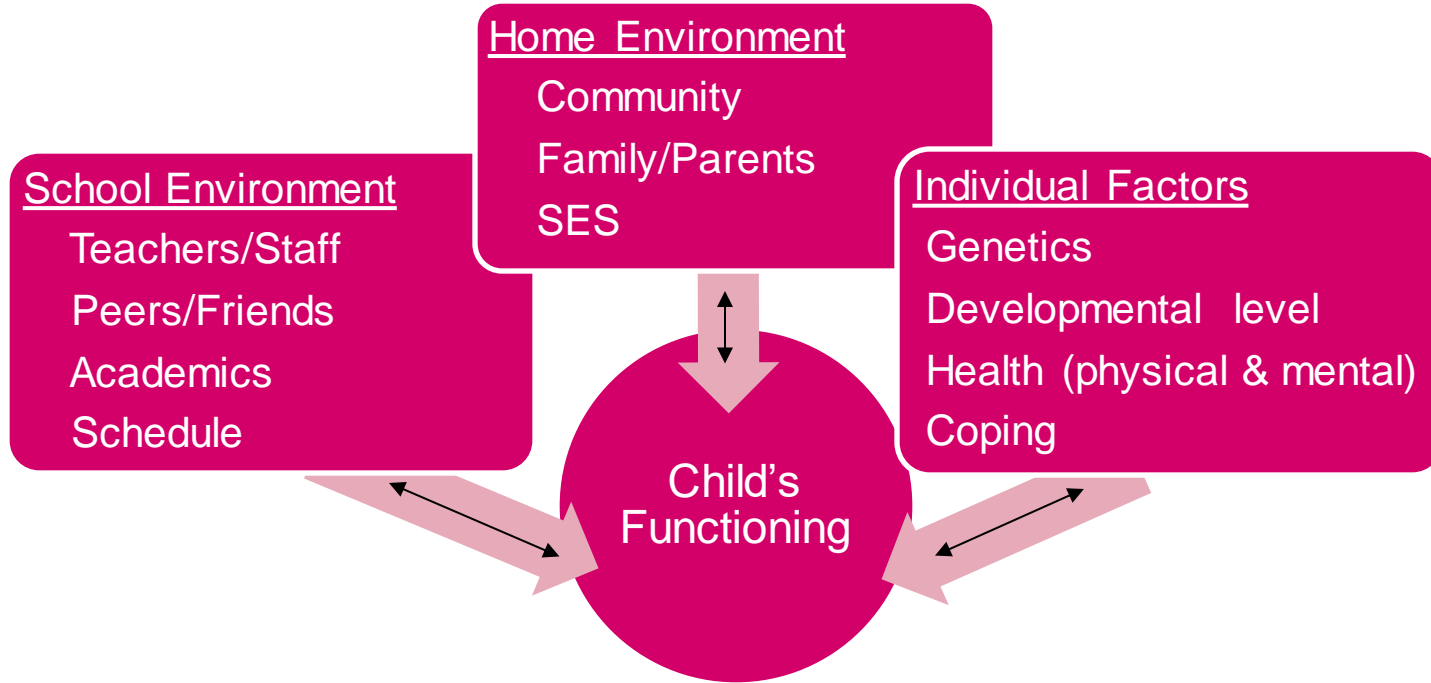 Home Environment
Community
Family/Parents
SES
School Environment
Teachers/Staff
Peers/Friends
Academics
Schedule
Individual Factors
Genetics
Developmental level
Health (physical & mental)
Coping
Child’s
Functioning